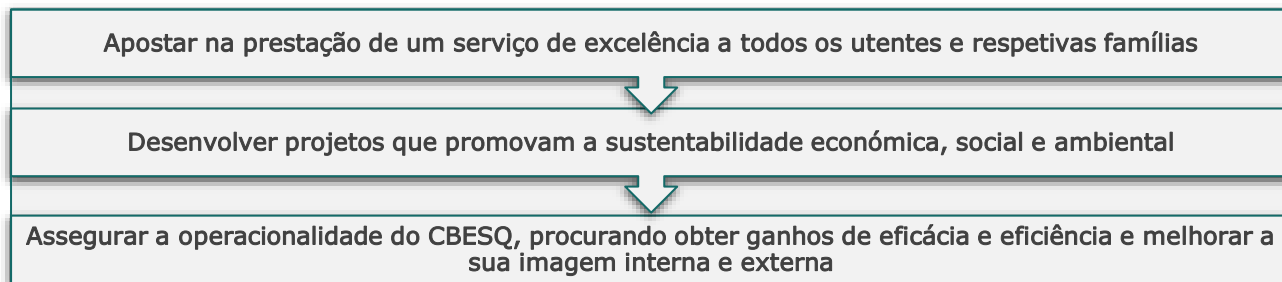 Apostar na prestação de um serviço de excelência a todos os utentes e respetivas famílias
Desenvolver projetos que promovam a sustentabilidade económica, social e ambiental
Assegurar a operacionalidade do CBESQ, procurando obter ganhos de eficácia e eficiência e melhorar a
sua imagem interna e externa